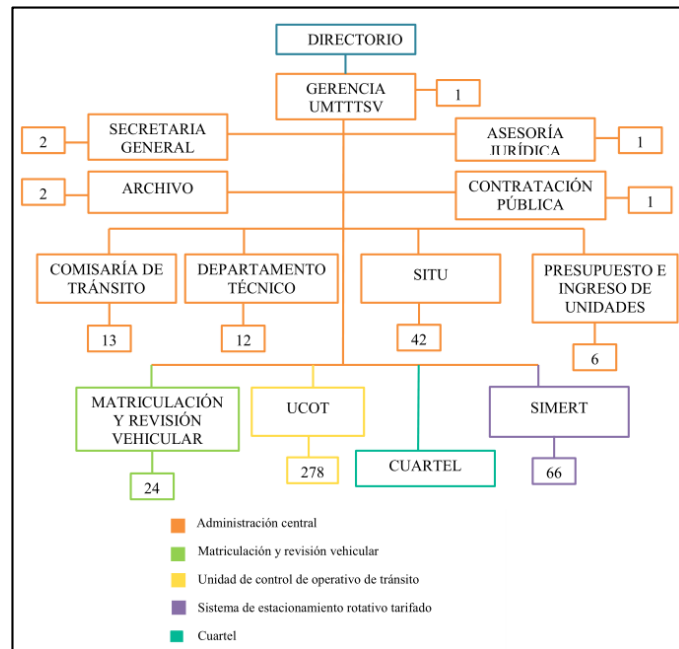 DIRECTORIO
GERENCIA
UMTTTSV
1
2
SECRETARIA
GENERAL
ASESORÍA
JURÍDICA
1
2
ARCHIVO
CONTRATACIÓN
PÚBLICA
1
COMISARÍA DE
TRÁNSITO
DEPARTAMENTO
TÉCNICO
SITU
PRESUPUESTO E
INGRESO DE
UNIDADES
13
12
42
6
MATRICULACIÓN
Y REVISIÓN
VEHICULAR
UCOT
CUARTEL
SIMERT
24
278
66
Administración central
Matriculación y revisión vehicular
Unidad de control de operativo de tránsito
Sistema de estacionamiento rotativo tarifado
Cuartel